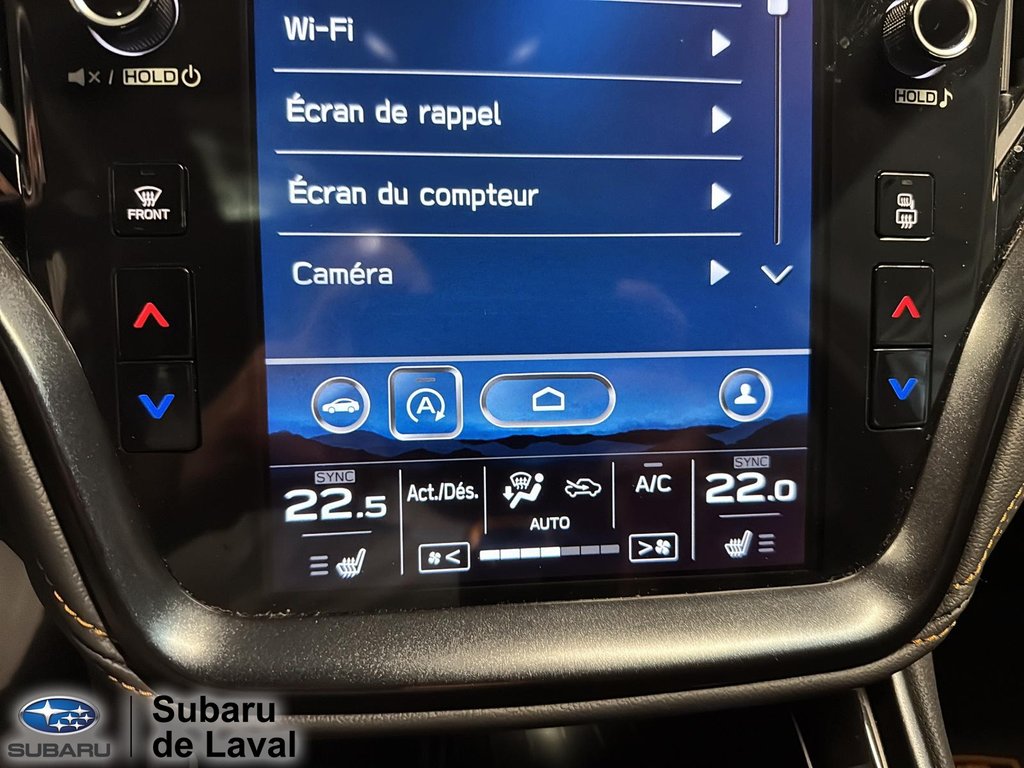 Wi-Fi
HOLD
HOLD
Écran de rappel
FRONT
Écran du compteur
Caméra
A
SYNC
22.5
Act./Dés.
AUTO
A/C
SYNC
22.0
SUBARU
Subaru
de Laval